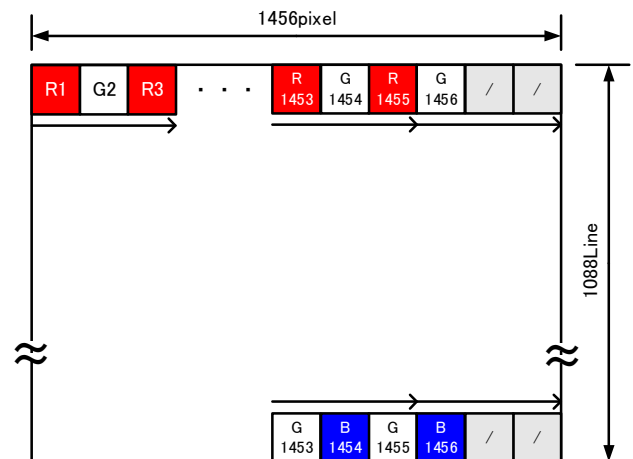 1456pixel
R1 G2 R3 ・・・ R 1453 G 1454 R 1455 G 1456 / /
1088Line
G 1453 B 1454 G 1455 B 1456 / /